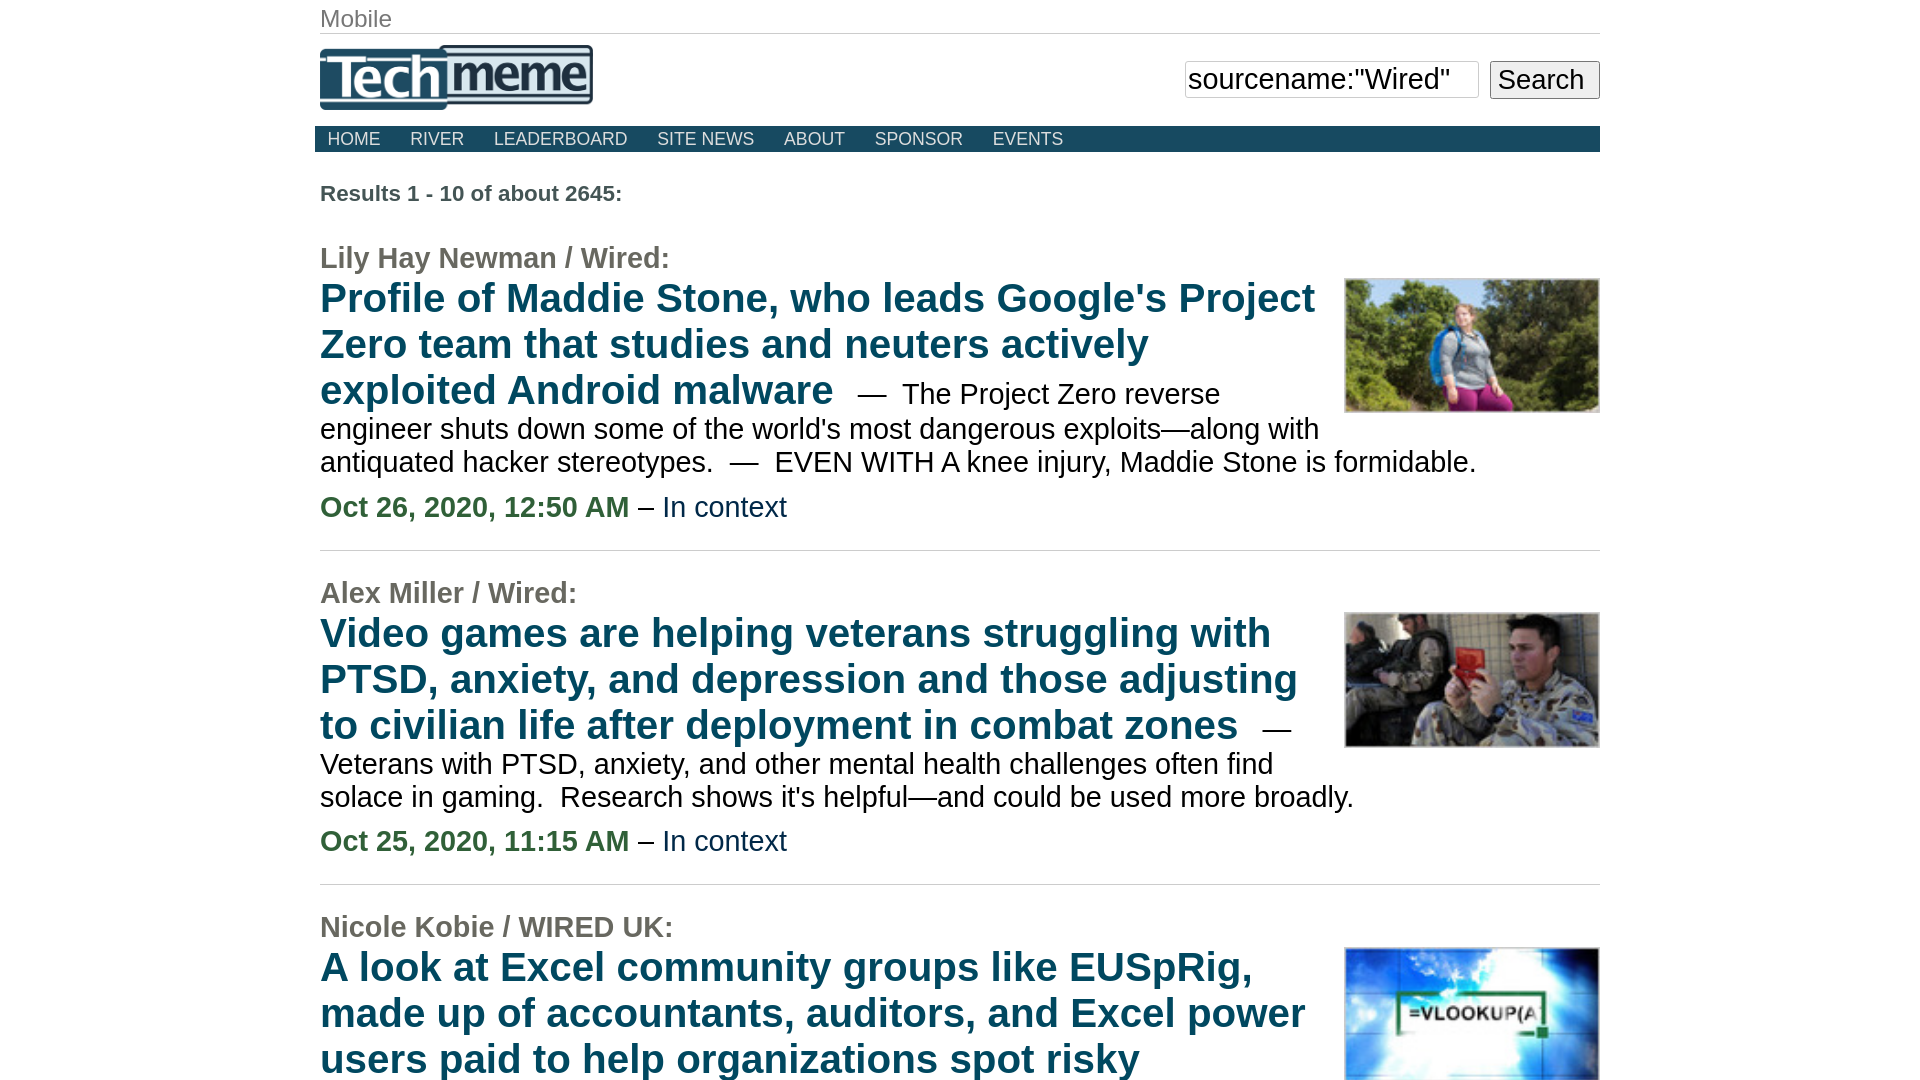 Mobile
Techmeme
sourcename:"Wired"
Search
HOME RIVER LEADERBOARD SITE NEWS ABOUT SPONSOR EVENTS
Results 1 - 10 of about 2645:
Lily Hay Newman / Wired:
Profile of Maddie Stone, who leads Google's Project
Zero team that studies and neuters actively
exploited Android malware — The Project Zero reverse
engineer shuts down some of the world's most dangerous exploits—along with
antiquated hacker stereotypes. — EVEN WITH A knee injury, Maddie Stone is formidable.
Oct 26, 2020, 12:50 AM – In context
Alex Miller / Wired:
Video games are helping veterans struggling with
PTSD, anxiety, and depression and those adjusting
to civilian life after deployment in combat zones —
Veterans with PTSD, anxiety, and other mental health challenges often find
solace in gaming. Research shows it's helpful—and could be used more broadly.
Oct 25, 2020, 11:15 AM – In context
Nicole Kobie / WIRED UK:
A look at Excel community groups like EUSpRig,
made up of accountants, auditors, and Excel power
users paid to help organizations spot risky
=VLOOKUP(A